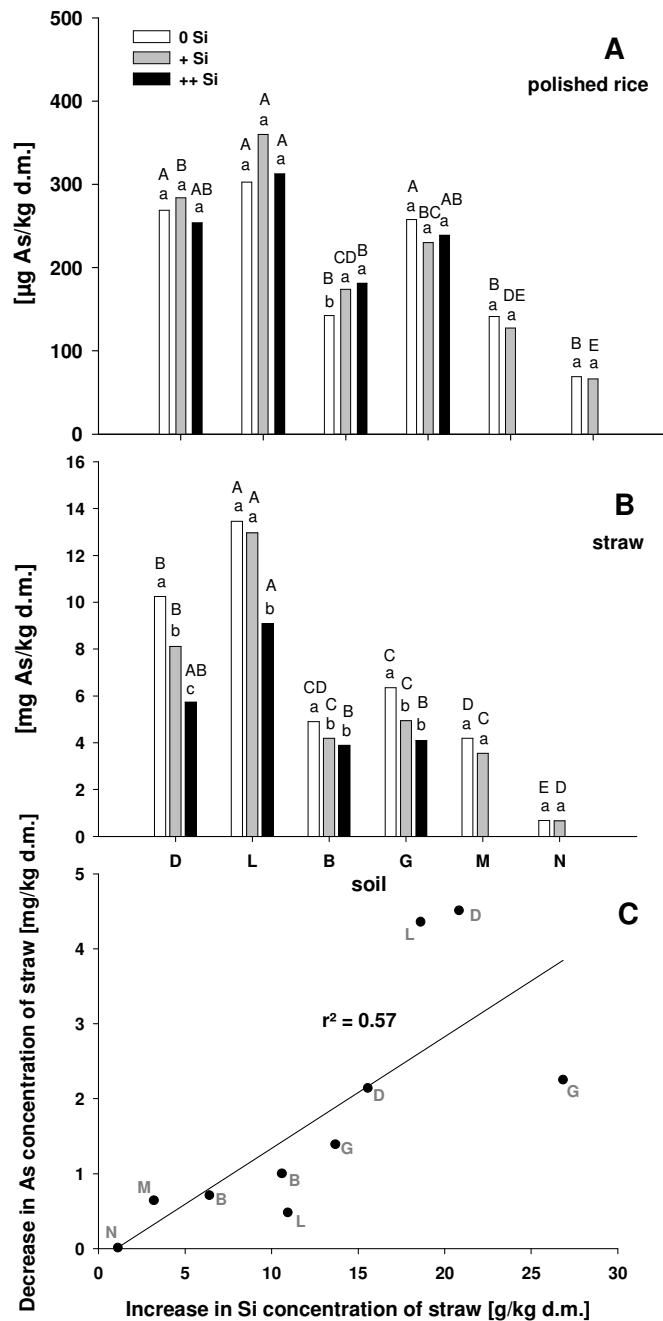 500
400
300
200
100
0
[µg As/kg d.m.]
0 Si
+ Si
++ Si
A
polished rice
A
a
B
a
AB
a
A
a
A
a
A
a
B
b
CD
a
B
a
A
a
BC
a
AB
a
B
a
DE
a
B
a
E
a
16
14
12
10
8
6
4
2
0
[mg As/kg d.m.]
B
straw
B
a
B
b
AB
c
A
a
A
a
A
b
CD
a
C
b
B
b
C
a
C
b
B
b
D
a
C
a
E
a
D
a
D L B G M N
soil
5
4
3
2
1
0
Decrease in As concentration of straw [mg/kg d.m.]
C
L
D
r² = 0.57
D
G
G
M
B
B
L
N
0 5 10 15 20 25 30
Increase in Si concentration of straw [g/kg d.m.]